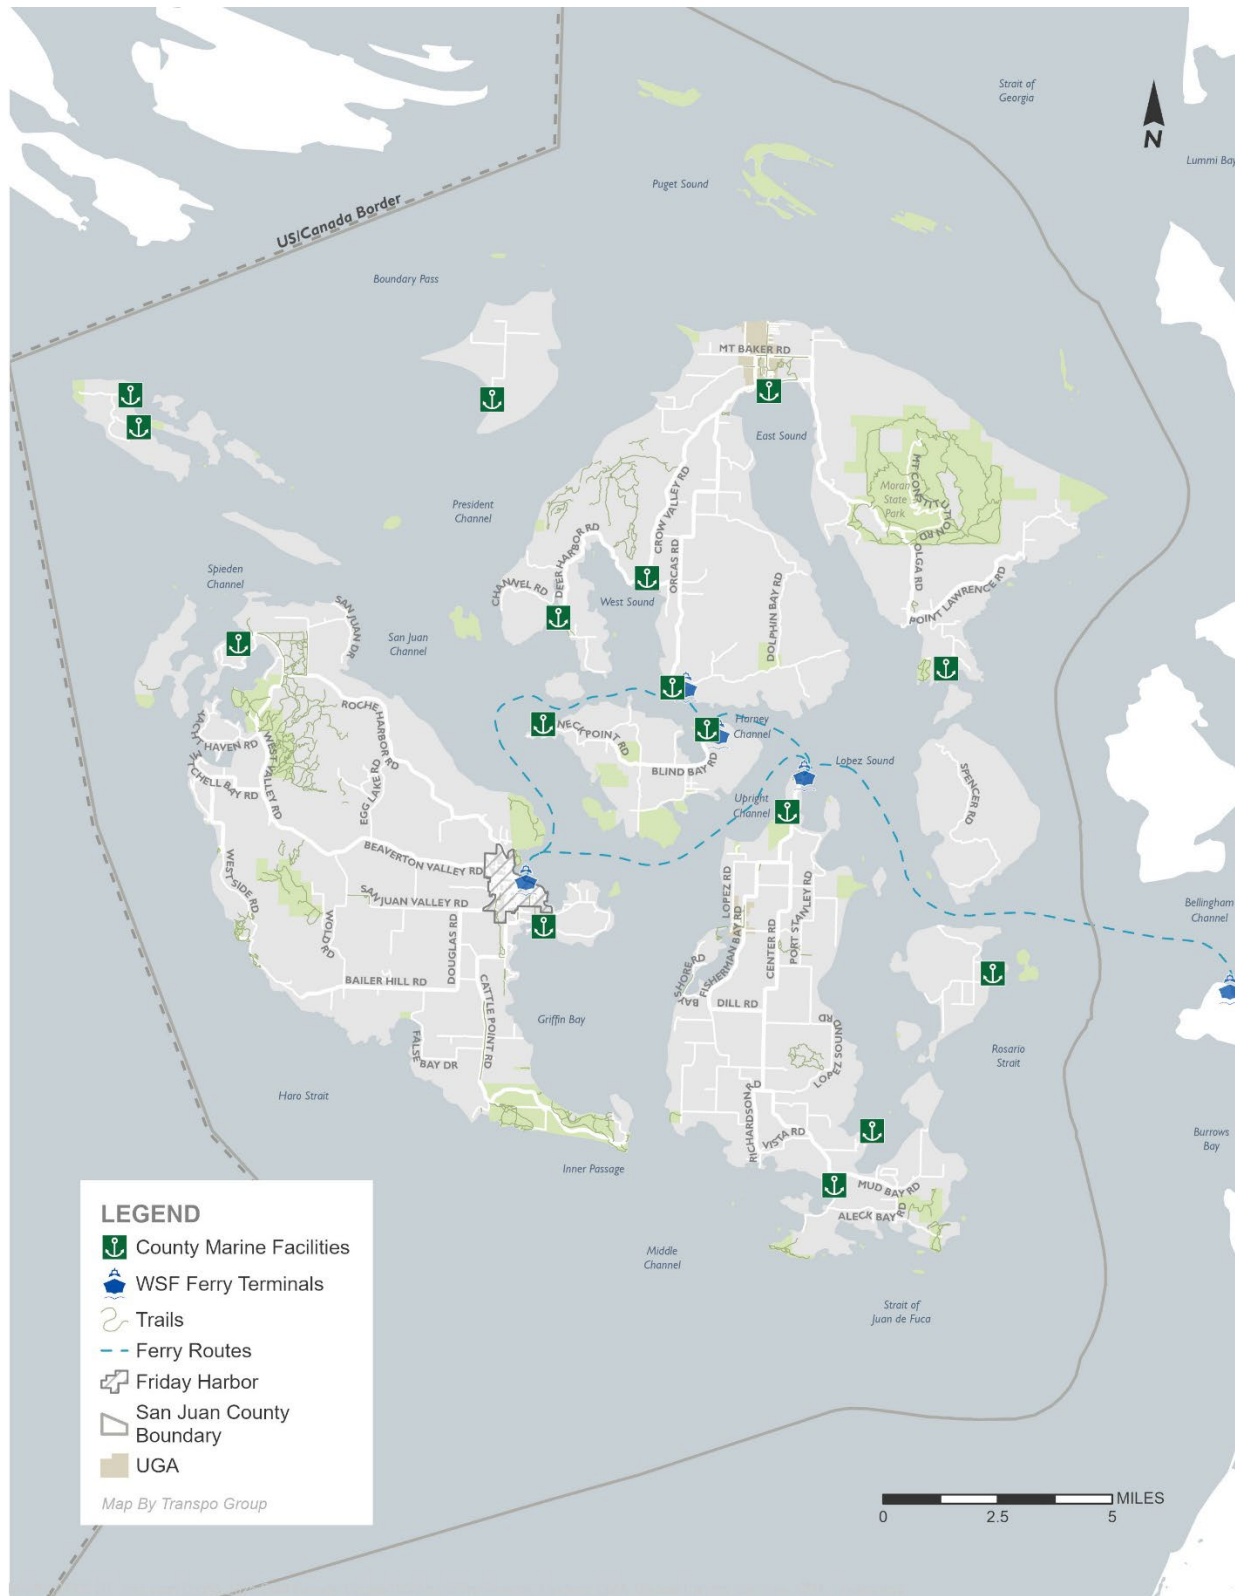 Strait of
Georgia
N
Lummi Bay
Puget Sound
US/Canada Border
Boundary Pass
MT BAKER RD
East Sound
CROW VALLEY RD
MT CONSTITUTION RD
Moran
State
Park
President
Channel
DEER HARBOR RD
ORCAS RD
OLGA RD
Spieden
Channel
CHANNEL RD
West Sound
DOLPHIN BAY RD
POINT LAWRENCE RD
SAN JUAN DR
San Juan
Channel
ROCHE HARBOR RD
NECK POINT RD
Harney
Channel
YACHT HAVEN RD
WEST VALLEY RD
BLIND BAY RD
Lopez Sound
MITCHELL BAY RD
EGG LAKE RD
Upright
Channel
SPENCER RD
BEAVERTON VALLEY RD
WEST SIDE RD
SAN JUAN VALLEY RD
LOPEZ RD
PORT STANLEY RD
Bellingham
Channel
WOLD RD
DOUGLAS RD
FISHERMAN BAY RD
CENTER RD
BAILER HILL RD
CATTLE POINT RD
BAY SHORE RD
DILL RD
Griffin Bay
LOPEZ SOUND RD
Rosario
Strait
FALSE BAY DR
Haro Strait
RICHARDSON RD
VISTA RD
Burrows
Bay
Inner Passage
MUD BAY RD
ALECK BAY RD
Middle
Channel
Strait of
Juan de Fuca
LEGEND
County Marine Facilities
WSF Ferry Terminals
Trails
Ferry Routes
Friday Harbor
San Juan County
Boundary
UGA
Map By Transpo Group
MILES
0 2.5 5